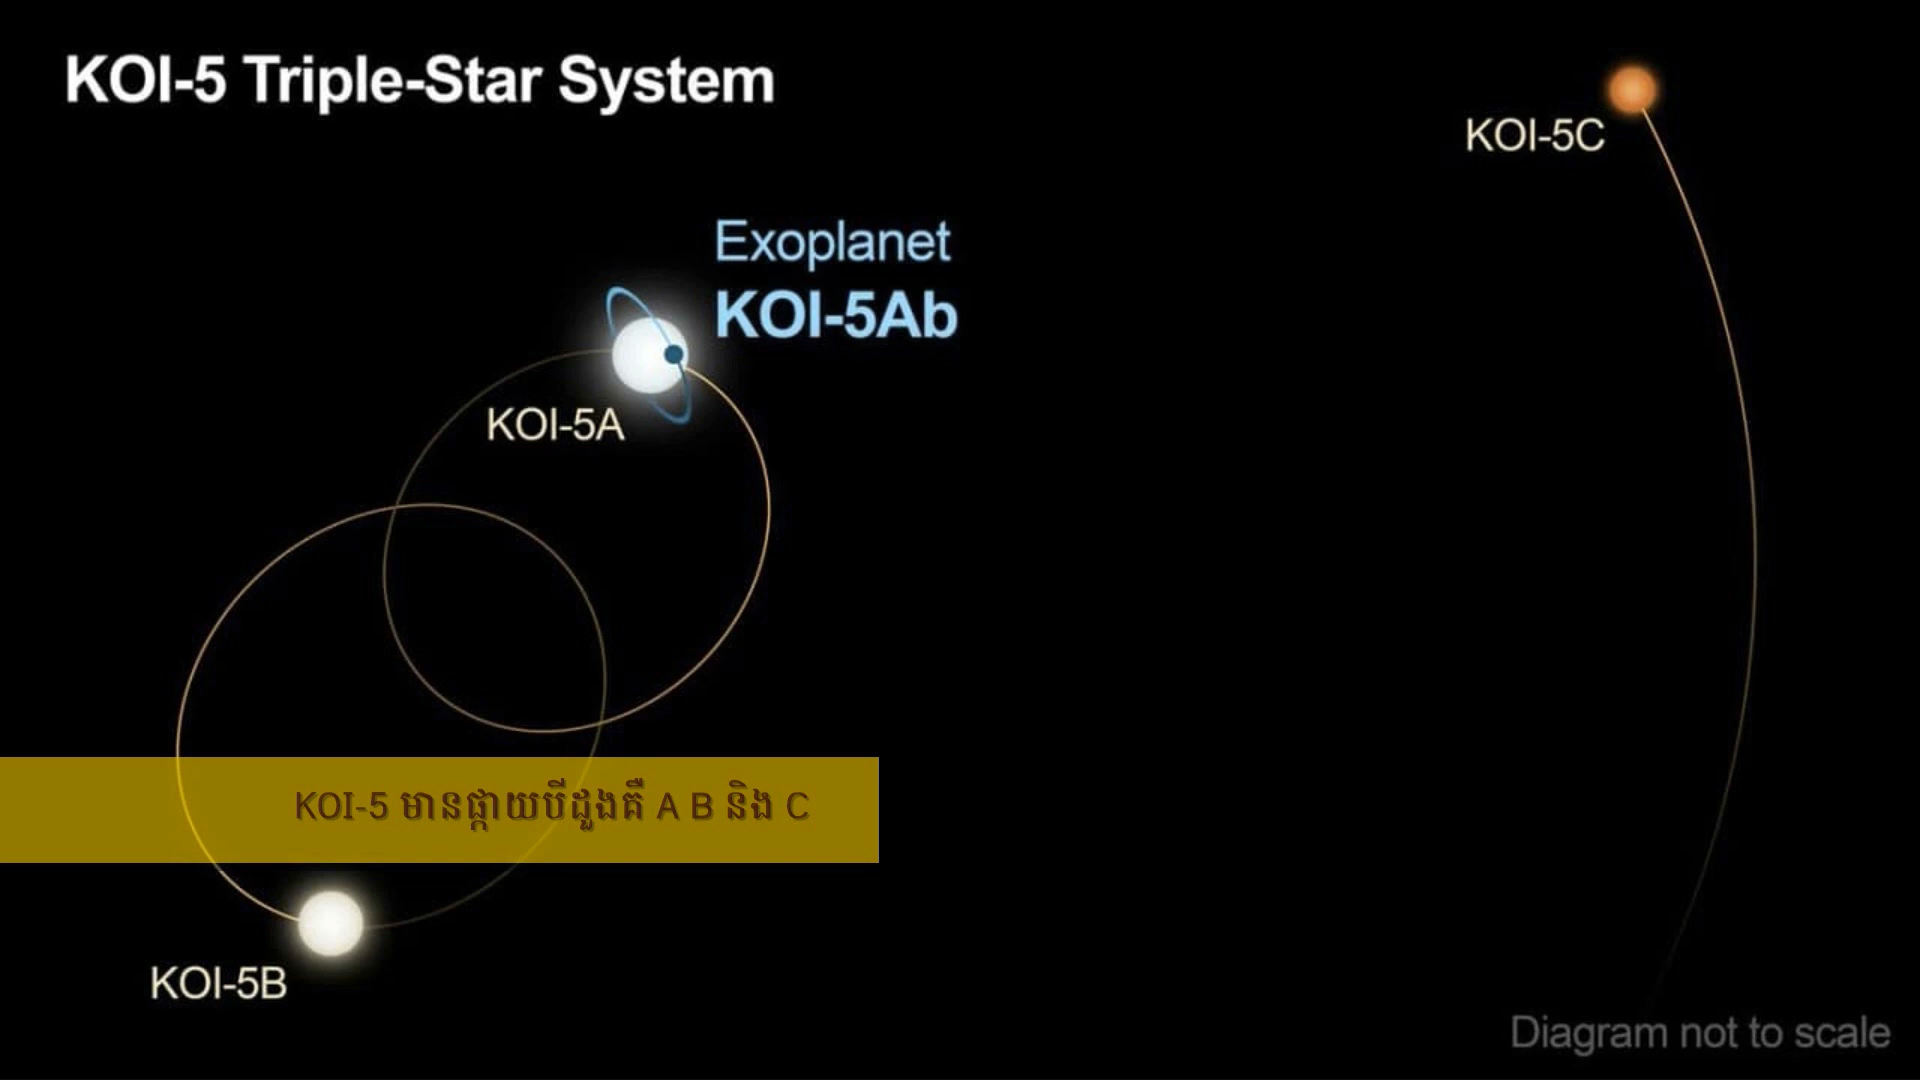 KOI-5 Triple-Star System
KOI-5C
Exoplanet
KOI-5Ab
KOI-5A
KOI-5 មានផ្កាយបីដួងគឺ A B និង C
KOI-5B
Diagram not to scale